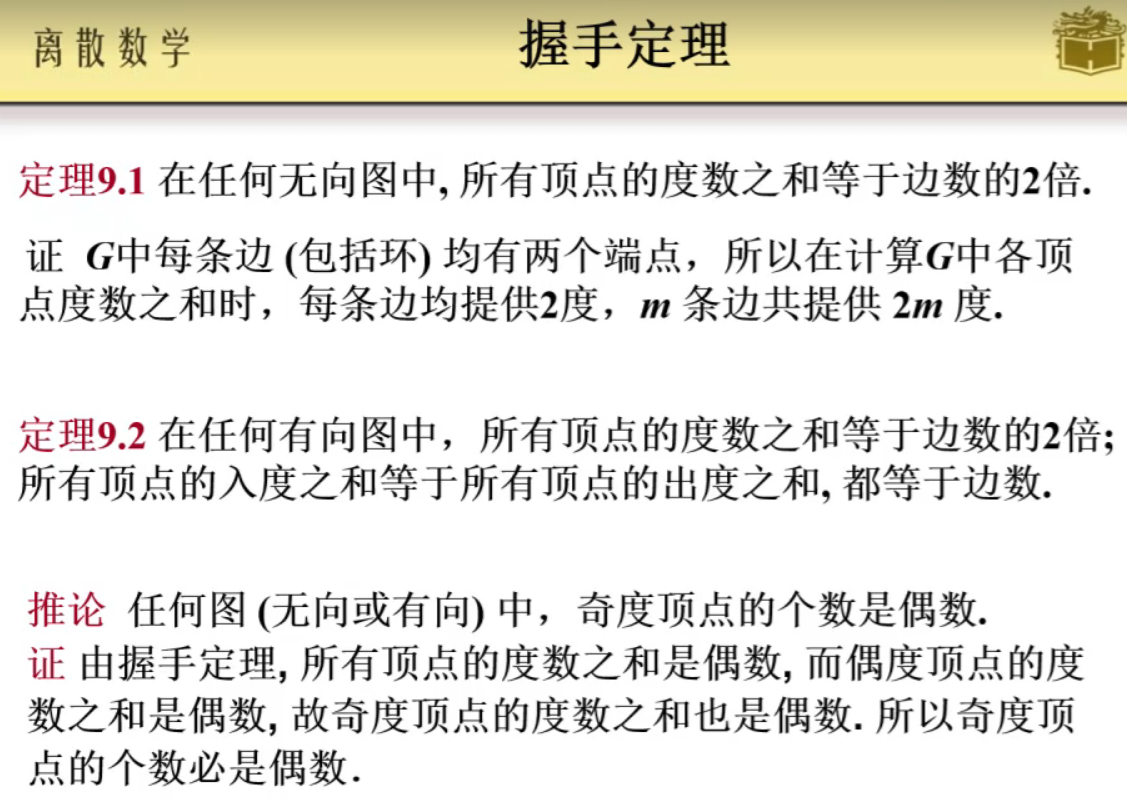 离散数学
握手定理
定理9.1 在任何无向图中, 所有顶点的度数之和等于边数的2倍.
证 G中每条边 (包括环) 均有两个端点，所以在计算G中各顶
点度数之和时，每条边均提供2度，m 条边共提供 2m 度.
定理9.2 在任何有向图中，所有顶点的度数之和等于边数的2倍;
所有顶点的入度之和等于所有顶点的出度之和, 都等于边数.
推论 任何图 (无向或有向) 中，奇度顶点的个数是偶数.
证 由握手定理, 所有顶点的度数之和是偶数, 而偶度顶点的度
数之和是偶数, 故奇度顶点的度数之和也是偶数. 所以奇度顶
点的个数必是偶数.